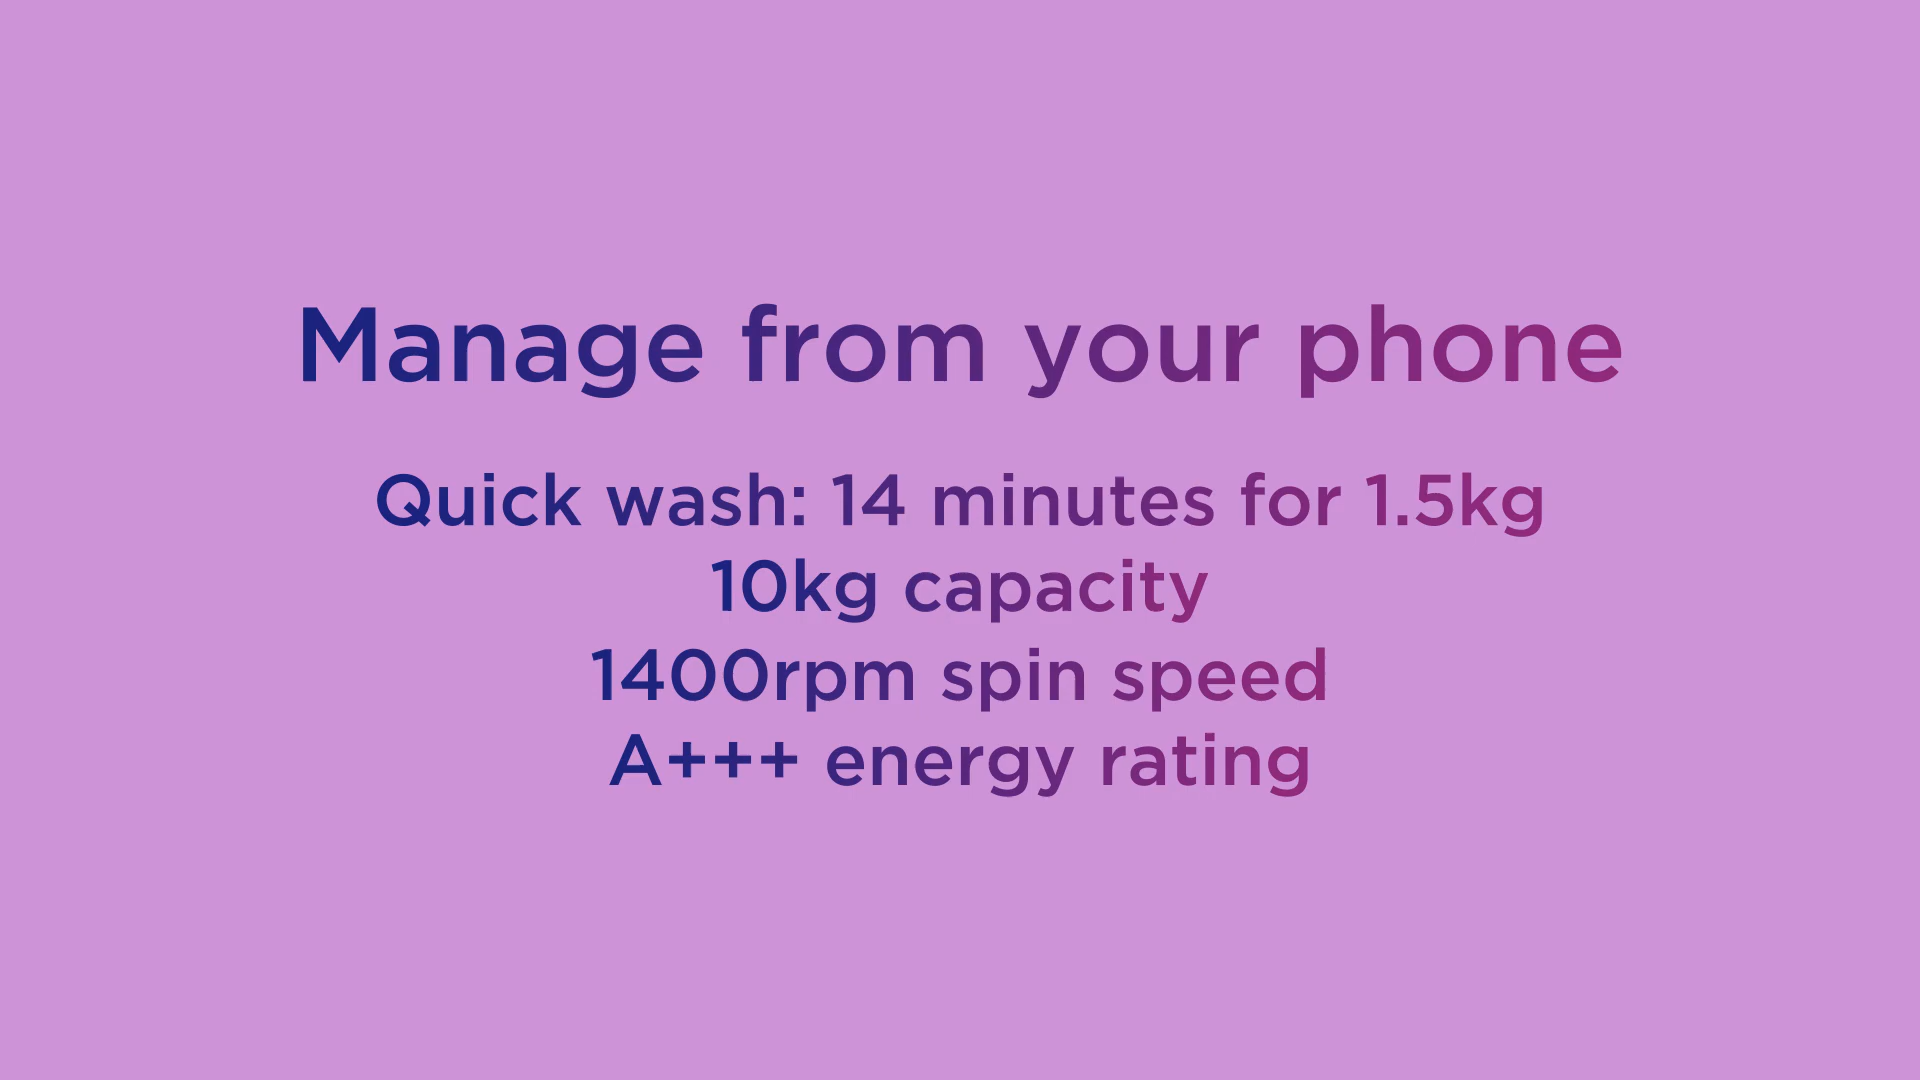 Manage from your phone
Quick wash: 14 minutes for 1.5kg
10kg capacity
1400rpm spin speed
A+++ energy rating